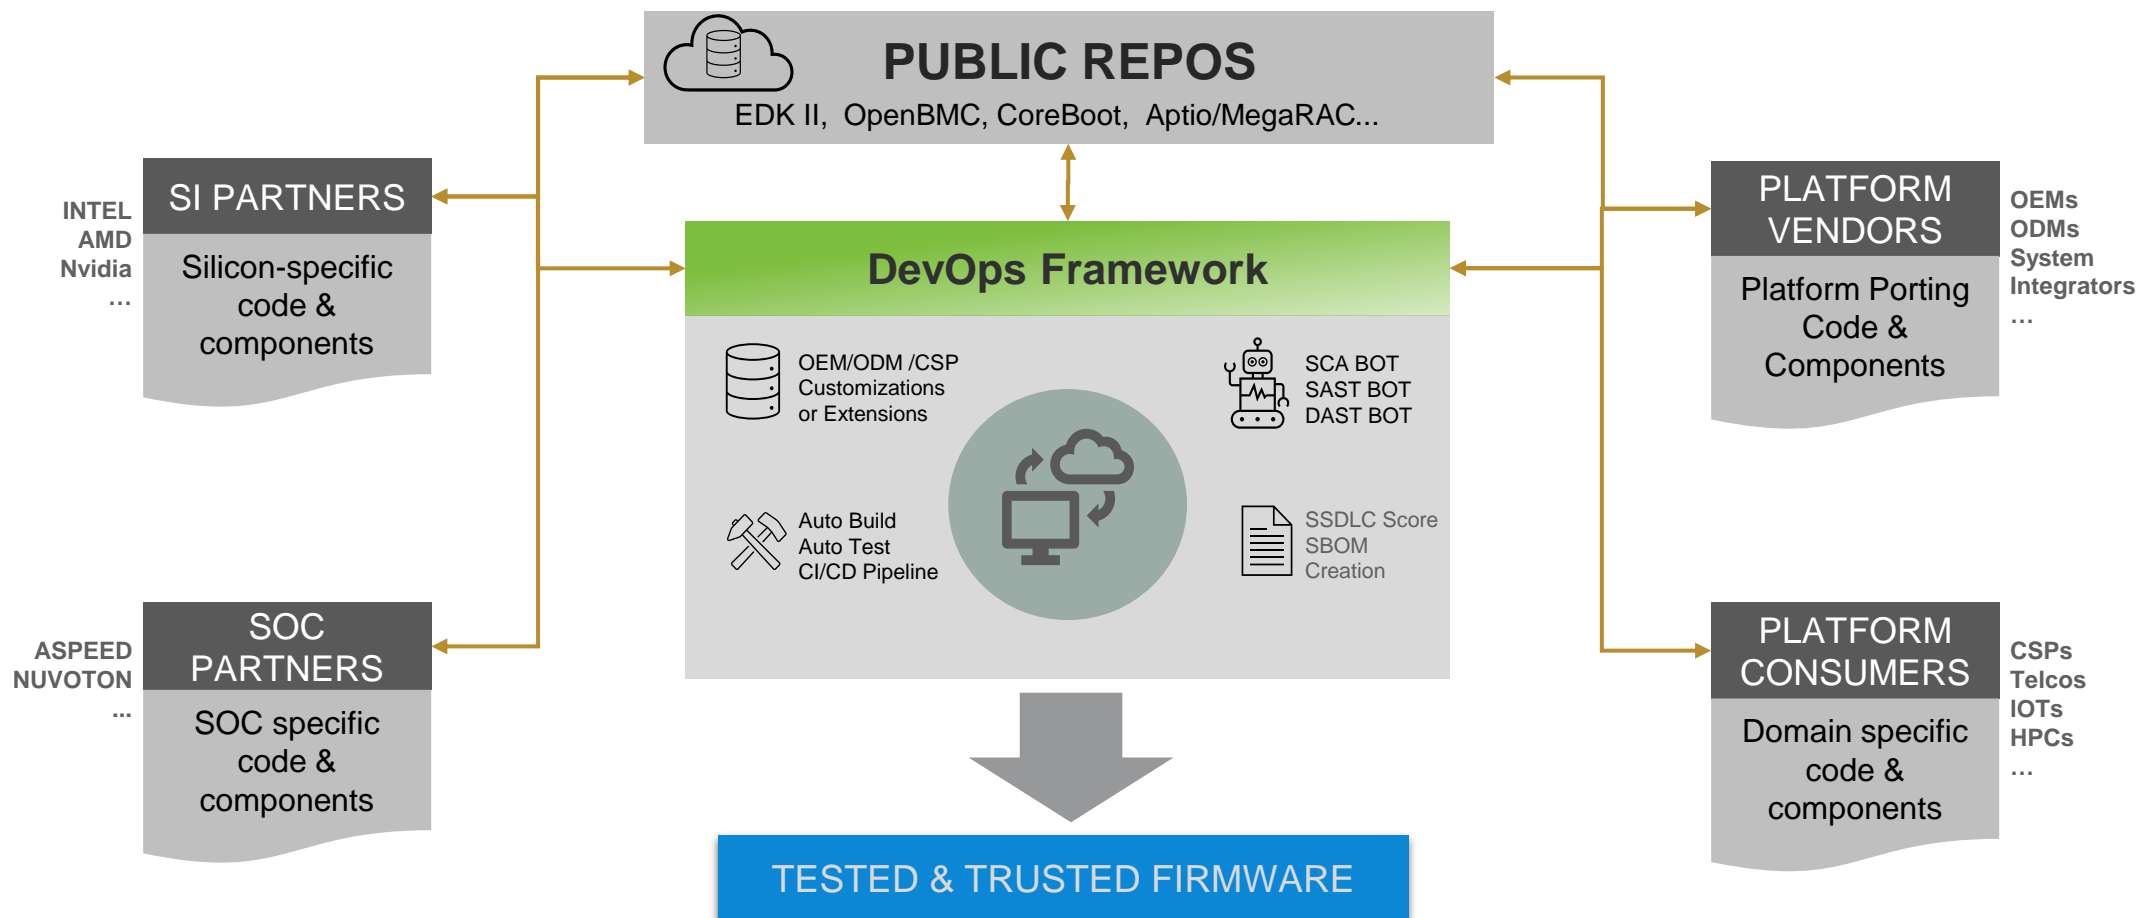 PUBLIC REPOS
EDK II, OpenBMC, CoreBoot, Aptio/MegaRAC...
SI PARTNERS
INTEL
AMD
Nvidia
...
Silicon-specific
code &
components
SOC
PARTNERS
ASPEED
NUVOTON
...
SOC specific
code &
components
DevOps Framework
OEM/ODM /CSP
Customizations
or Extensions
SCA BOT
SAST BOT
DAST BOT
Auto Build
Auto Test
CI/CD Pipeline
SSDLC Score
SBOM
Creation
PLATFORM
VENDORS
OEMs
ODMs
System
Integrators
...
Platform Porting
Code &
Components
PLATFORM
CONSUMERS
CSPs
Telcos
IOTs
HPCs
...
Domain specific
code &
components
TESTED & TRUSTED FIRMWARE